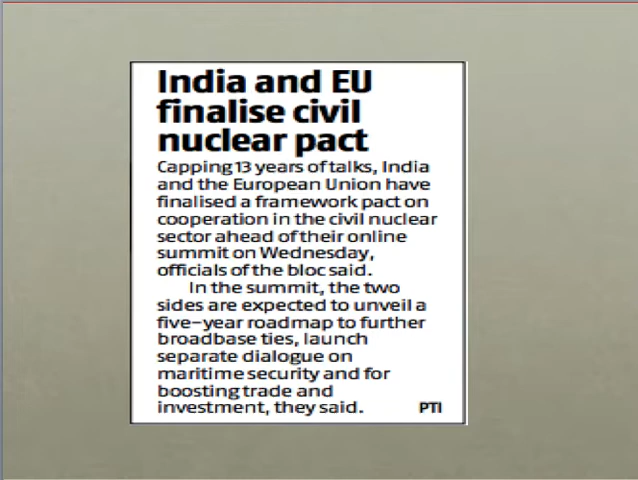 India and EU
finalise civil
nuclear pact
Capping 13 years of talks, India
and the European Union have
finalised a framework pact on
cooperation in the civil nuclear
sector ahead of their online
summit on Wednesday,
officials of the bloc said.
In the summit, the two
sides are expected to unveil a
five-year roadmap to further
broadbase ties, launch
separate dialogue on
maritime security and for
boosting trade and
investment, they said. PTI